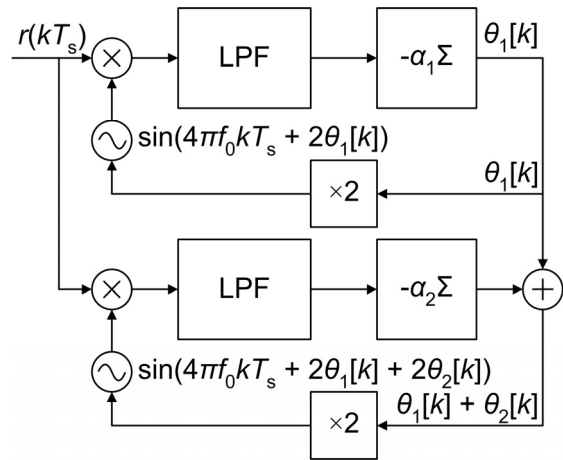 r(kTₛ)
× LPF -α₁Σ θ₁[k]
sin(4πf₀kTₛ + 2θ₁[k])
×2 θ₁[k]
× LPF -α₂Σ +
sin(4πf₀kTₛ + 2θ₁[k] + 2θ₂[k])
×2 θ₁[k] + θ₂[k]